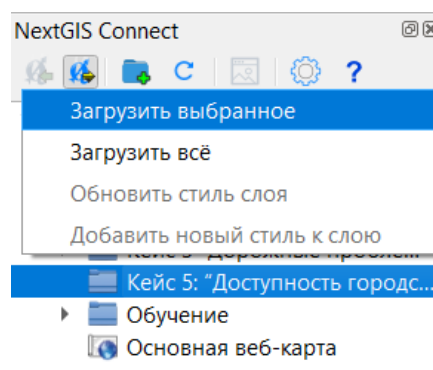 NextGIS Connect
?
Загрузить выбранное
Загрузить всё
Обновить стиль слоя
Добавить новый стиль к слою
Кейс 5: “Доступность городс...
Обучение
Основная веб-карта